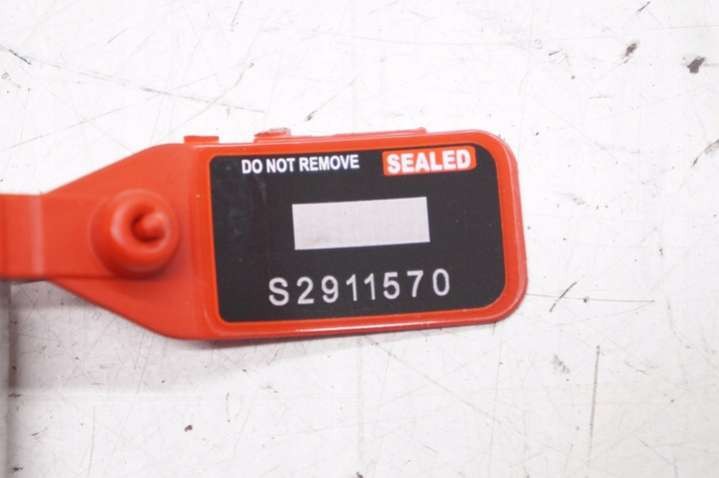 DO NOT REMOVE SEALED
S2911570